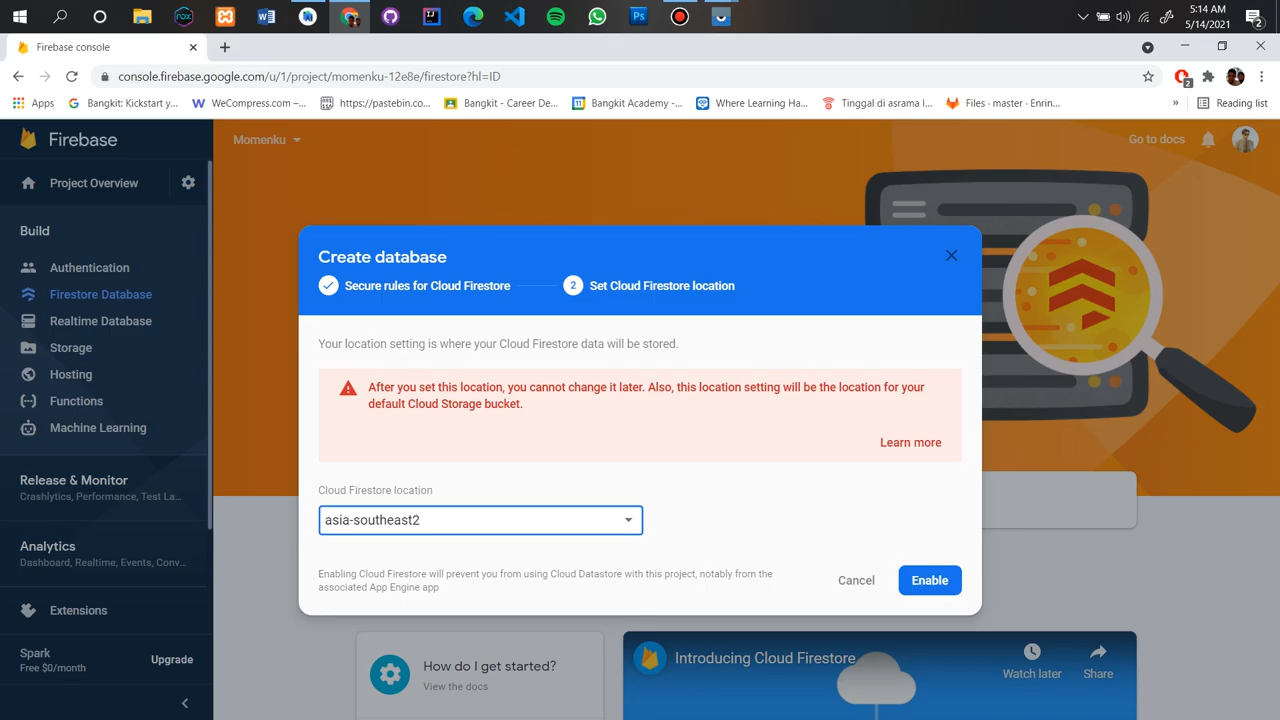 5:14 AM
5/14/2021
2
Firebase console
console.firebase.google.com/u/1/project/momenku-12e8e/firestore?hl=ID
2
Apps
Bangkit: Kickstart y...
WeCompress.com –...
https://pastebin.co...
Bangkit - Career De...
Bangkit Academy -...
Where Learning Ha...
Tinggal di asrama l...
Files · master · Enrin...
»
Reading list
Firebase
Momenku
Go to docs
Project Overview
Build
Authentication
Firestore Database
Realtime Database
Storage
Hosting
Functions
Machine Learning
Release & Monitor
Crashlytics, Performance, Test La...
Analytics
Dashboard, Realtime, Events, Conv...
Extensions
Spark
Free $0/month
Upgrade
Create database
Secure rules for Cloud Firestore
2 Set Cloud Firestore location
Your location setting is where your Cloud Firestore data will be stored.
After you set this location, you cannot change it later. Also, this location setting will be the location for your
default Cloud Storage bucket.
Learn more
Cloud Firestore location
asia-southeast2
Enabling Cloud Firestore will prevent you from using Cloud Datastore with this project, notably from the
associated App Engine app
Cancel
Enable
How do I get started?
View the docs
Introducing Cloud Firestore
Watch later
Share